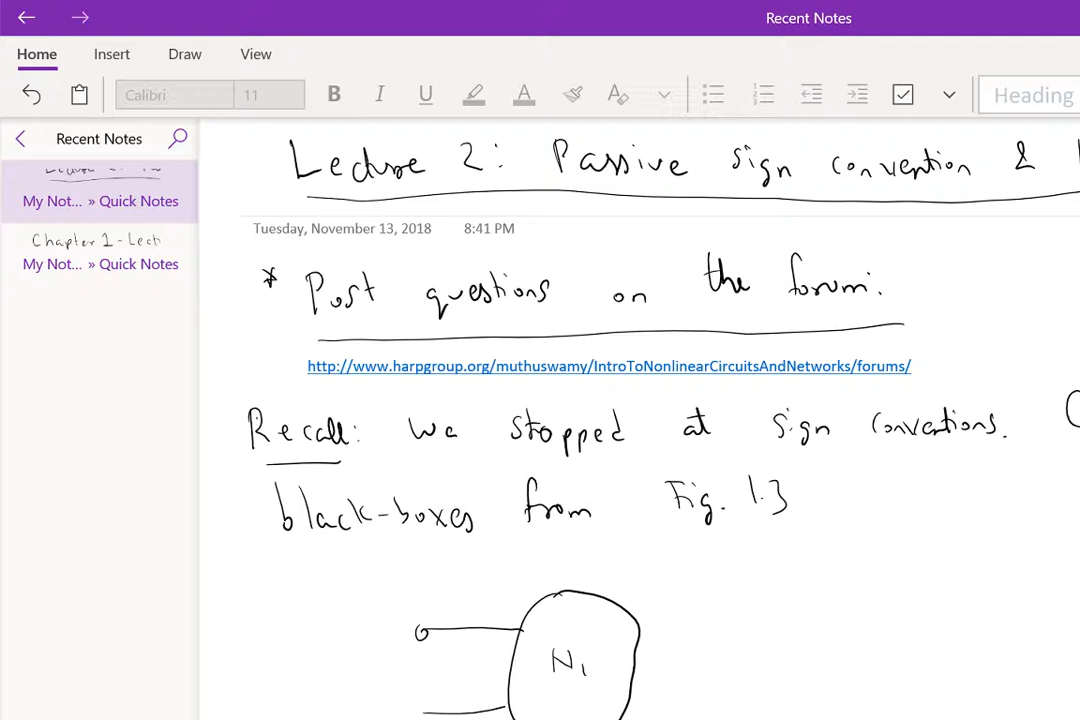 Recent Notes
Home Insert Draw View
Calibri 11 B I U A A Heading
Recent Notes
My Not... » Quick Notes
Chapter 1 - Lect
My Not... » Quick Notes
Lecture 2: Passive sign convention &
Tuesday, November 13, 2018 8:41 PM
* Post questions on the forum:
http://www.harpgroup.org/muthuswamy/IntroToNonlinearCircuitsAndNetworks/forums/
Recall: We stopped at sign conventions.
black-boxes from Fig. 1.3
N1